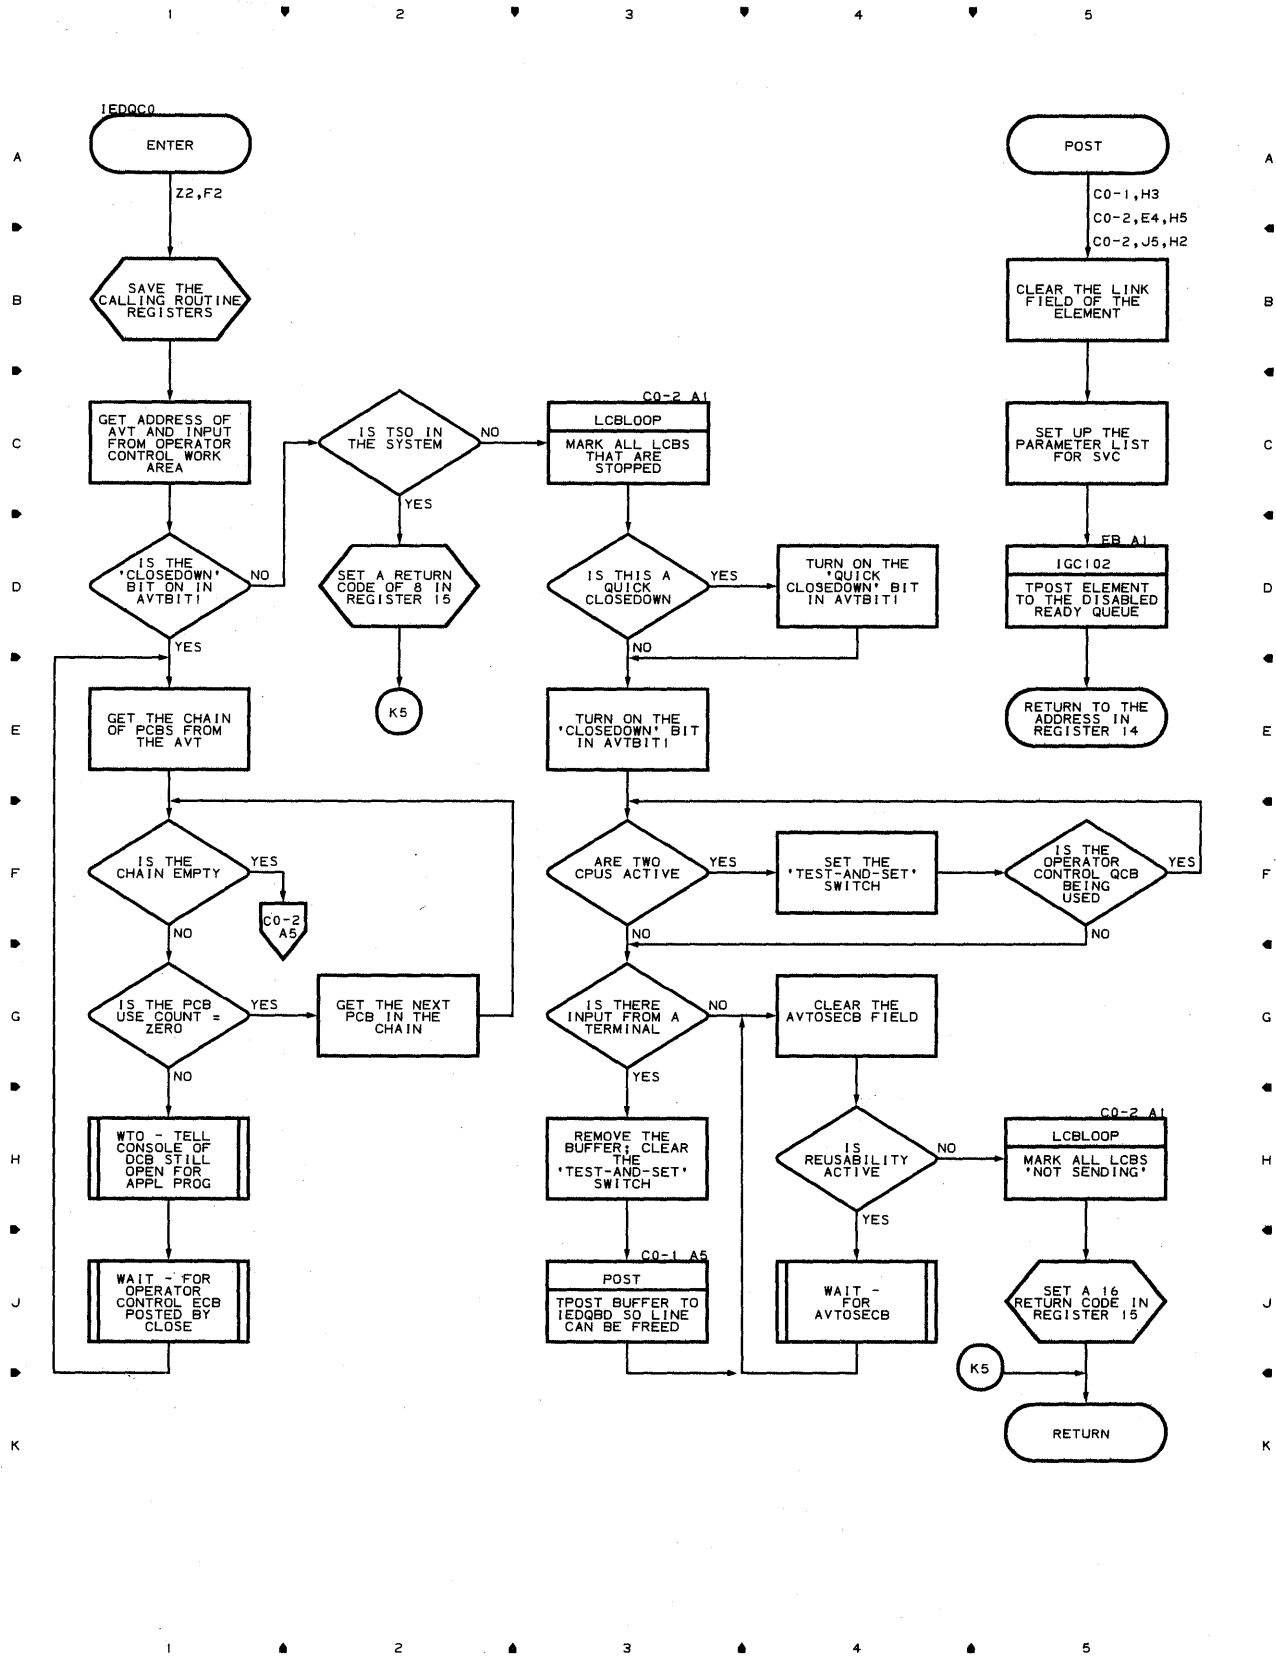 1 2 3 4 5
IEDQC0
ENTER
Z2,F2
SAVE THE
CALLING ROUTINE
REGISTERS
GET ADDRESS OF
AVT AND INPUT
FROM OPERATOR
CONTROL WORK
AREA
IS THE
'CLOSEDOWN'
BIT ON IN
AVTBIT1
NO
YES
GET THE CHAIN
OF PCBS FROM
THE AVT
IS THE
CHAIN EMPTY
YES
C0-2
A5
NO
IS THE PCB
USE COUNT =
ZERO
YES
GET THE NEXT
PCB IN THE
CHAIN
NO
WTO - TELL
CONSOLE OF
DCB STILL
OPEN FOR
APPL PROG
WAIT - FOR
OPERATOR
CONTROL ECB
POSTED BY
CLOSE
IS TSO IN
THE SYSTEM
NO
YES
SET A RETURN
CODE OF 8 IN
REGISTER 15
K5
C0-2 A1
LCBLOOP
MARK ALL LCBS
THAT ARE
STOPPED
IS THIS A
QUICK
CLOSEDOWN
YES
TURN ON THE
'QUICK
CLOSEDOWN' BIT
IN AVTBIT1
NO
TURN ON THE
'CLOSEDOWN' BIT
IN AVTBIT1
ARE TWO
CPUS ACTIVE
YES
SET THE
'TEST-AND-SET'
SWITCH
IS THE
OPERATOR
CONTROL QCB
BEING
USED
YES
NO
NO
IS THERE
INPUT FROM A
TERMINAL
NO
CLEAR THE
AVTOSECB FIELD
YES
REMOVE THE
BUFFER; CLEAR
THE
'TEST-AND-SET'
SWITCH
C0-1 A5
POST
TPOST BUFFER TO
IEDQBD SO LINE
CAN BE FREED
IS
REUSABILITY
ACTIVE
NO
YES
WAIT -
FOR
AVTOSECB
C0-2 A1
LCBLOOP
MARK ALL LCBS
'NOT SENDING'
SET A 16
RETURN CODE IN
REGISTER 15
K5
RETURN
POST
C0-1,H3
C0-2,E4,H5
C0-2,J5,H2
CLEAR THE LINK
FIELD OF THE
ELEMENT
SET UP THE
PARAMETER LIST
FOR SVC
EB A1
IGC102
TPOST ELEMENT
TO THE DISABLED
READY QUEUE
RETURN TO THE
ADDRESS IN
REGISTER 14
A A
B B
C C
D D
E E
F F
G G
H H
J J
K K
1 2 3 4 5